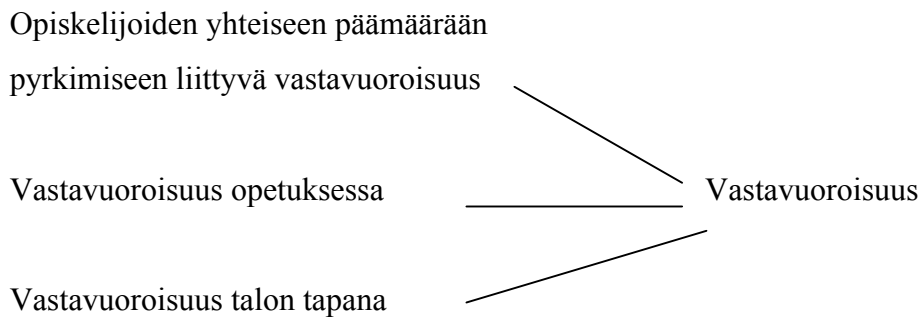 Opiskelijoiden yhteiseen päämäärään
pyrkimiseen liittyvä vastavuoroisuus
Vastavuoroisuus opetuksessa
Vastavuoroisuus
Vastavuoroisuus talon tapana